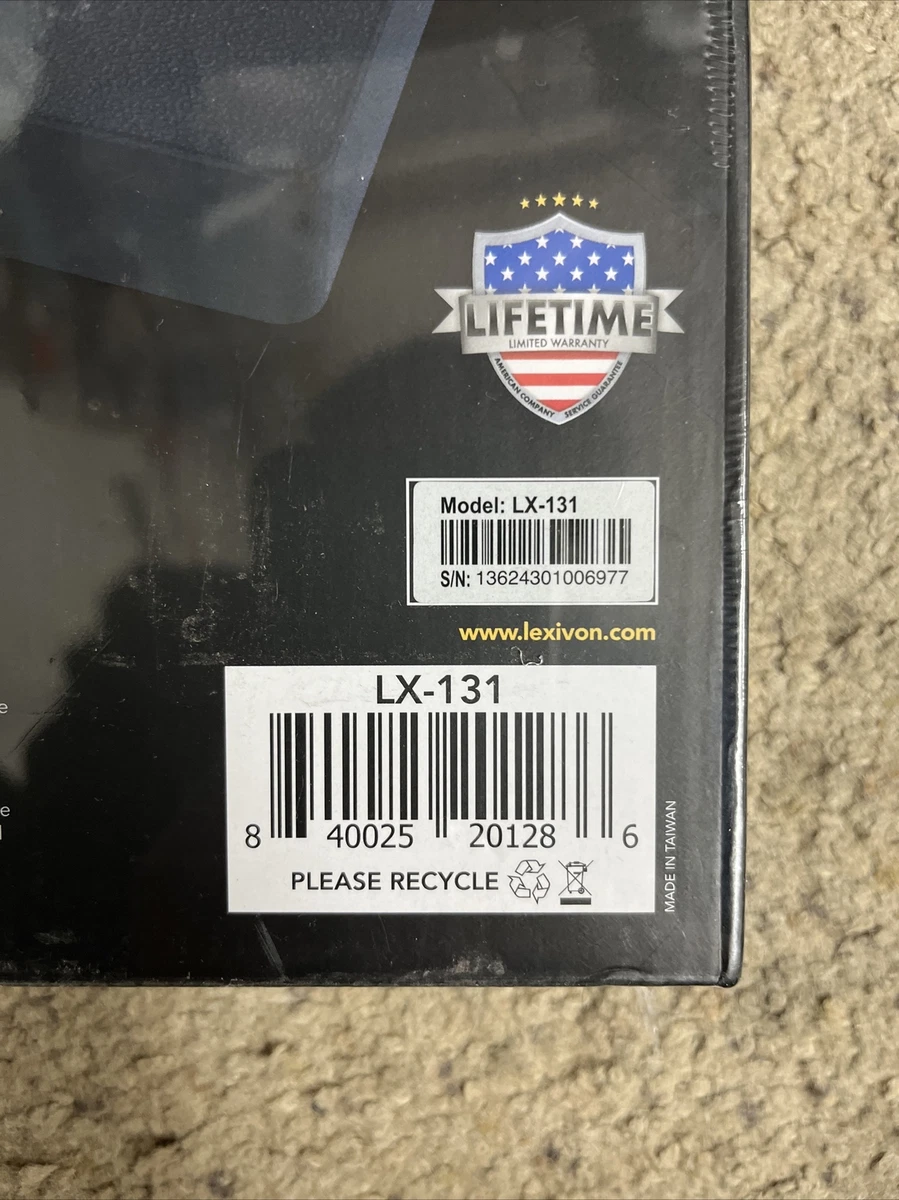 LIFETIME
LIMITED WARRANTY
AMERICAN COMPANY SERVICE GUARANTEE
Model: LX-131
S/N: 13624301006977
www.lexivon.com
LX-131
8 40025 20128 6
PLEASE RECYCLE
MADE IN TAIWAN